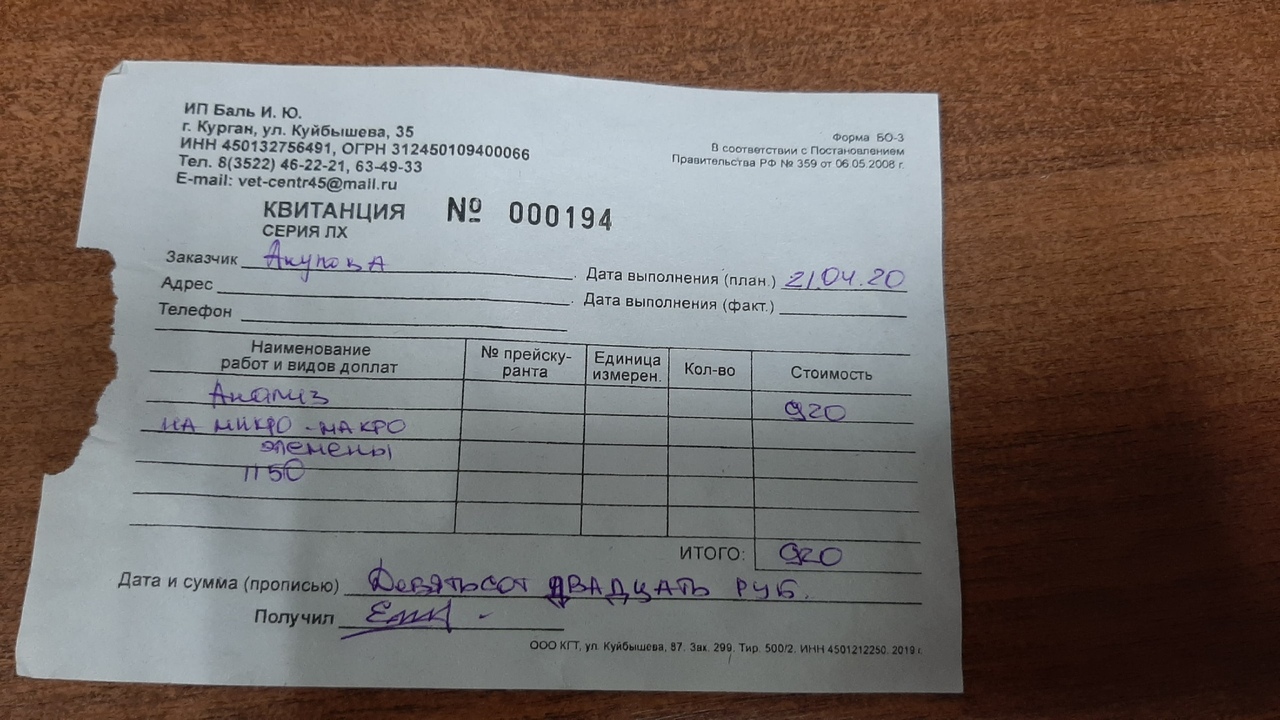 ИП Баль И. Ю.
г. Курган, ул. Куйбышева, 35
ИНН 450132756491, ОГРН 312450109400066
Тел. 8(3522) 46-22-21, 63-49-33
E-mail: vet-centr45@mail.ru
Форма БО-3
В соответствии с Постановлением
Правительства РФ № 359 от 06.05.2008 г.
КВИТАНЦИЯ № 000194
СЕРИЯ ЛХ
Заказчик Акупова Дата выполнения (план.) 21.04.20
Адрес Дата выполнения (факт.)
Телефон
Наименование работ и видов доплат № прейску-ранта Единица измерен. Кол-во Стоимость
Анализ 920
на микро-макро
элемены
1150
ИТОГО: 920
Дата и сумма (прописью) Девятьсот двадцать руб.
Получил
ООО КГТ, ул. Куйбышева, 87. Зак. 299. Тир. 500/2. ИНН 4501212250. 2019 г.